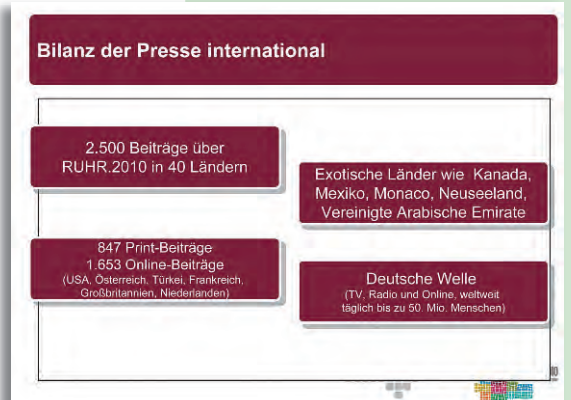 Bilanz der Presse international
2.500 Beiträge über
RUHR.2010 in 40 Ländern
Exotische Länder wie Kanada,
Mexiko, Monaco, Neuseeland,
Vereinigte Arabische Emirate
847 Print-Beiträge
1.653 Online-Beiträge
(USA, Österreich, Türkei, Frankreich,
Großbritannien, Niederlanden)
Deutsche Welle
(TV, Radio und Online, weltweit
täglich bis zu 50. Mio. Menschen)